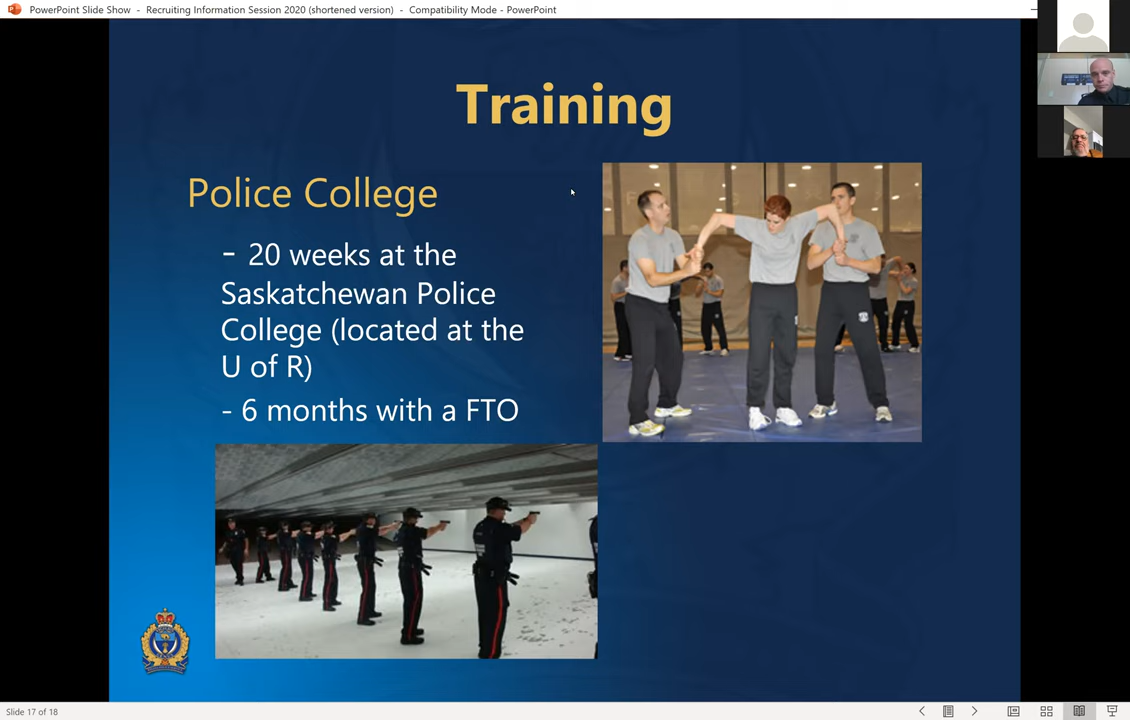 PowerPoint Slide Show - Recruiting Information Session 2020 (shortened version) - Compatibility Mode - PowerPoint
Training
Police College
- 20 weeks at the
Saskatchewan Police
College (located at the
U of R)
- 6 months with a FTO
Slide 17 of 18